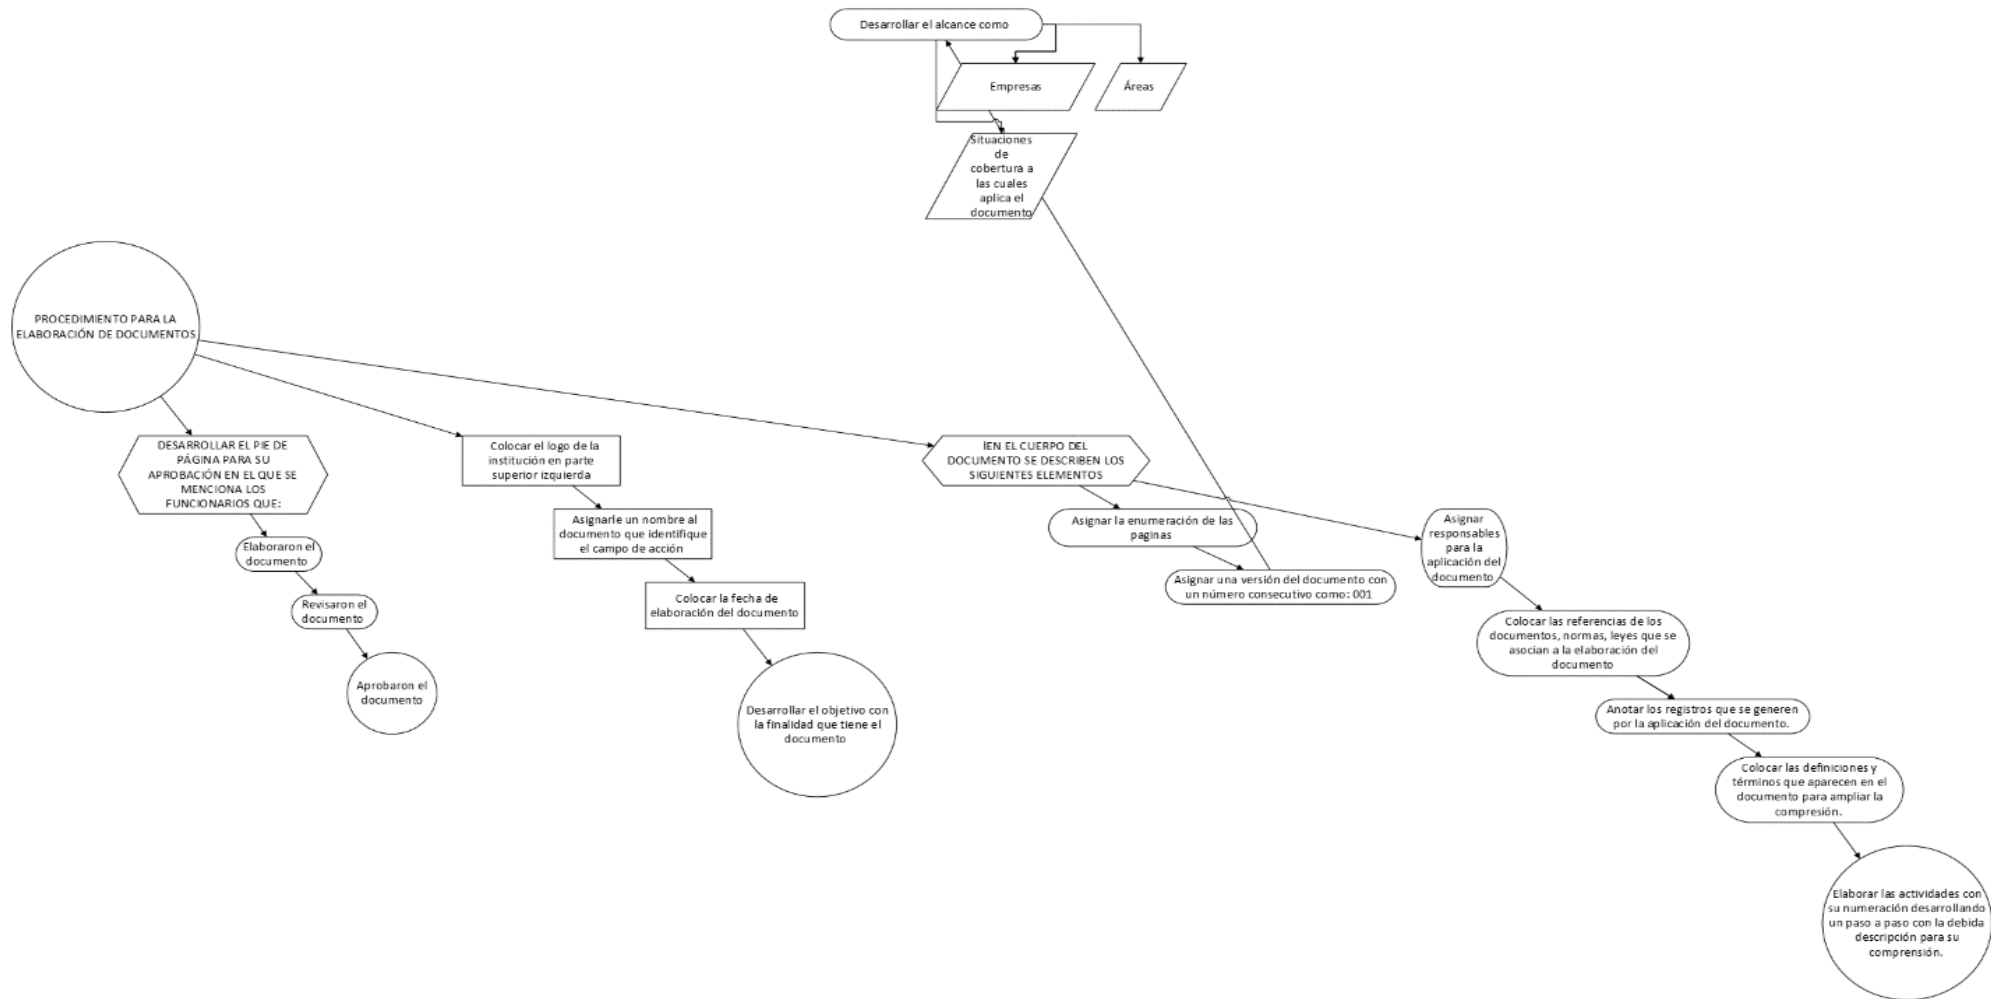 Desarrollar el alcance como
Empresas
Áreas
Situaciones
de
cobertura a
las cuales
aplica el
documento
PROCEDIMIENTO PARA LA
ELABORACIÓN DE DOCUMENTOS
DESARROLLAR EL PIE DE
PÁGINA PARA SU
APROBACIÓN EN EL QUE SE
MENCIONA LOS
FUNCIONARIOS QUE:
Elaboraron el
documento
Revisaron el
documento
Aprobaron el
documento
Colocar el logo de la
institución en parte
superior izquierda
Asignarle un nombre al
documento que identifique
el campo de acción
Colocar la fecha de
elaboración del documento
Desarrollar el objetivo con
la finalidad que tiene el
documento
lEN EL CUERPO DEL
DOCUMENTO SE DESCRIBEN LOS
SIGUIENTES ELEMENTOS
Asignar la enumeración de las
paginas
Asignar una versión del documento con
un número consecutivo como: 001
Asignar
responsables
para la
aplicación del
documento
Colocar las referencias de los
documentos, normas, leyes que se
asocian a la elaboración del
documento
Anotar los registros que se generen
por la aplicación del documento.
Colocar las definiciones y
términos que aparecen en el
documento para ampliar la
compresión.
Elaborar las actividades con
su numeración desarrollando
un paso a paso con la debida
descripción para su
comprensión.